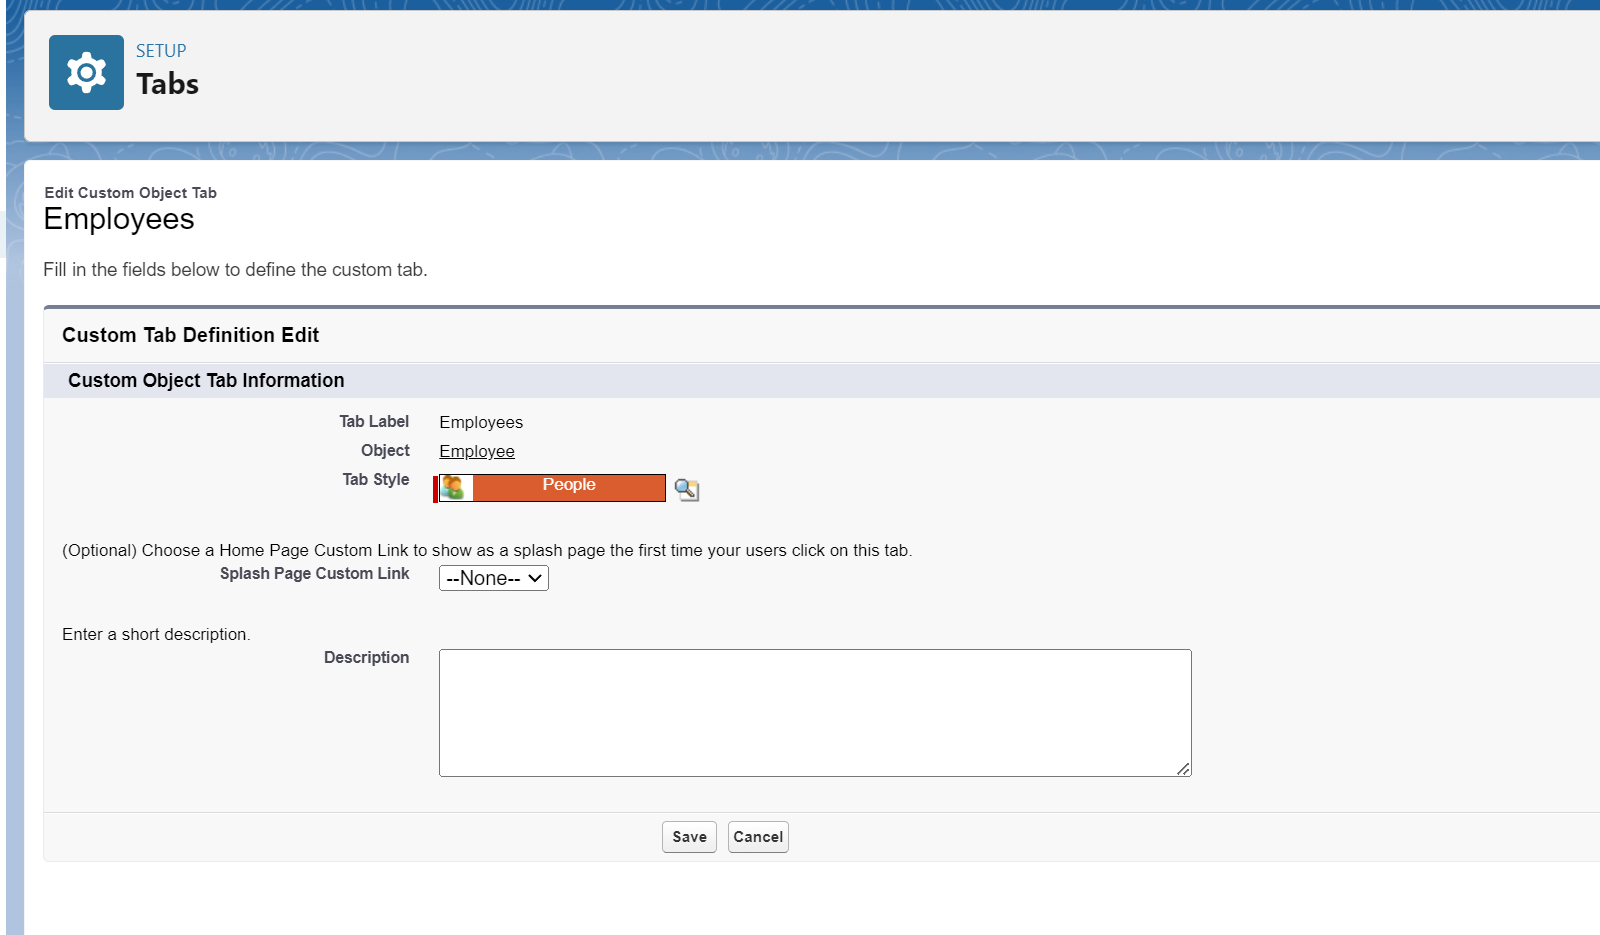 SETUP
Tabs
Edit Custom Object Tab
Employees
Fill in the fields below to define the custom tab.
Custom Tab Definition Edit
Custom Object Tab Information
Tab Label Employees
Object Employee
Tab Style People
(Optional) Choose a Home Page Custom Link to show as a splash page the first time your users click on this tab.
Splash Page Custom Link --None--
Enter a short description.
Description
Save Cancel